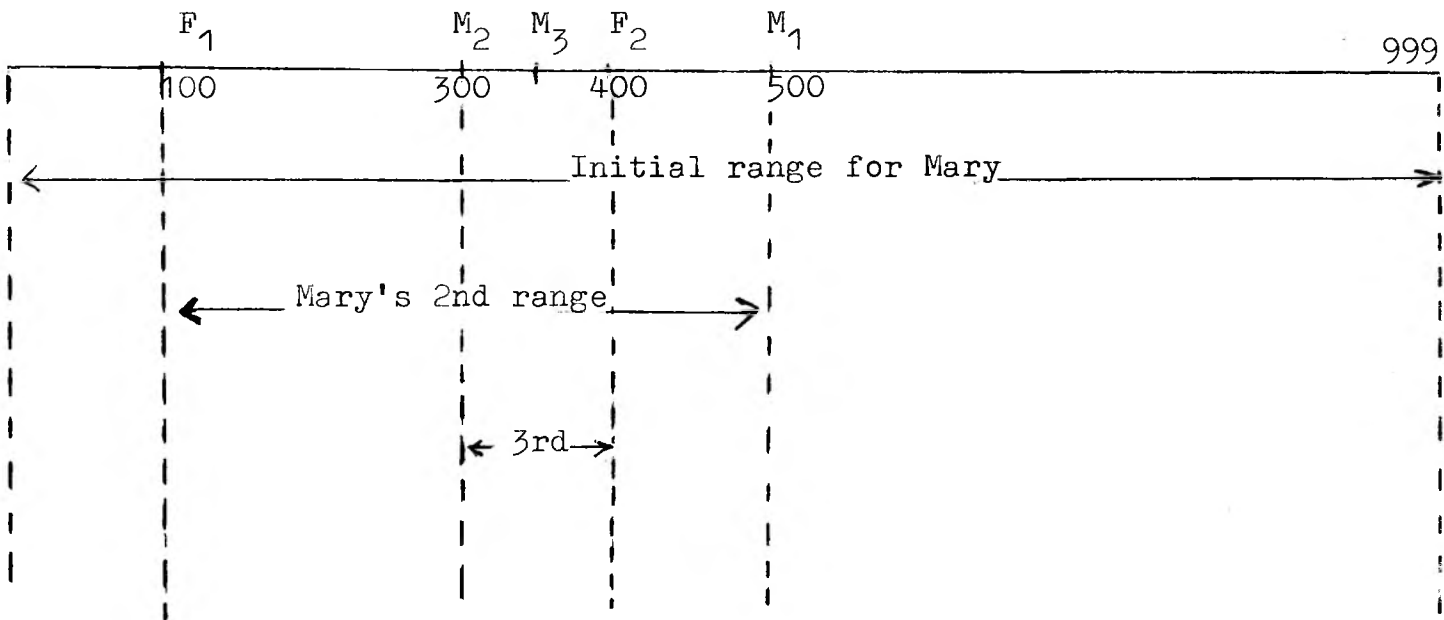 F₁ M₂ M₃ F₂ M₁
999
100 300 400 500
Initial range for Mary
Mary's 2nd range
3rd